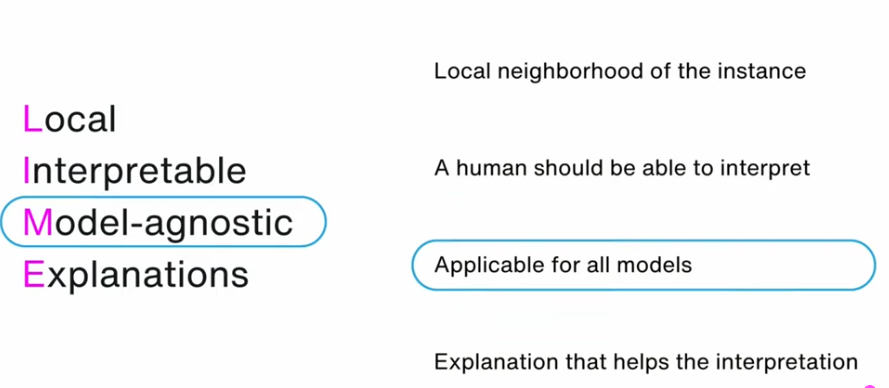 Local
Interpretable
Model-agnostic
Explanations
Local neighborhood of the instance
A human should be able to interpret
Applicable for all models
Explanation that helps the interpretation